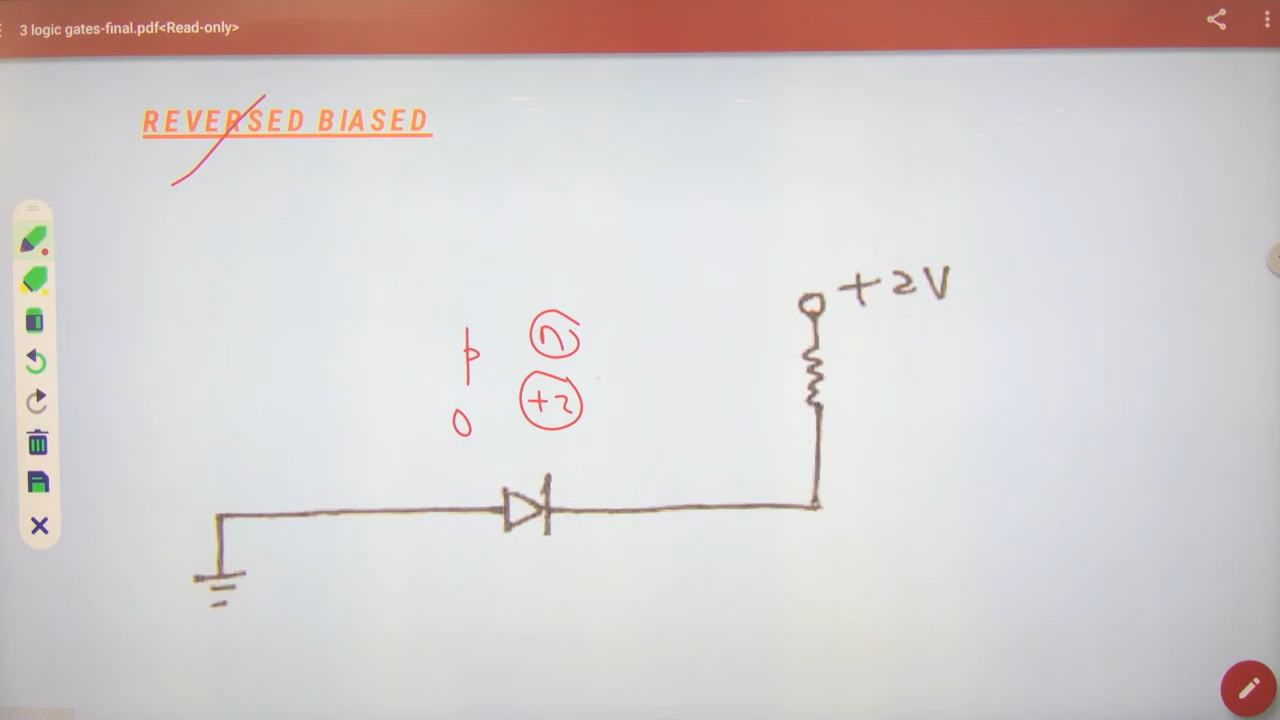 3 logic gates-final.pdf<Read-only>
REVERSED BIASED
+2V
p n
0 +2